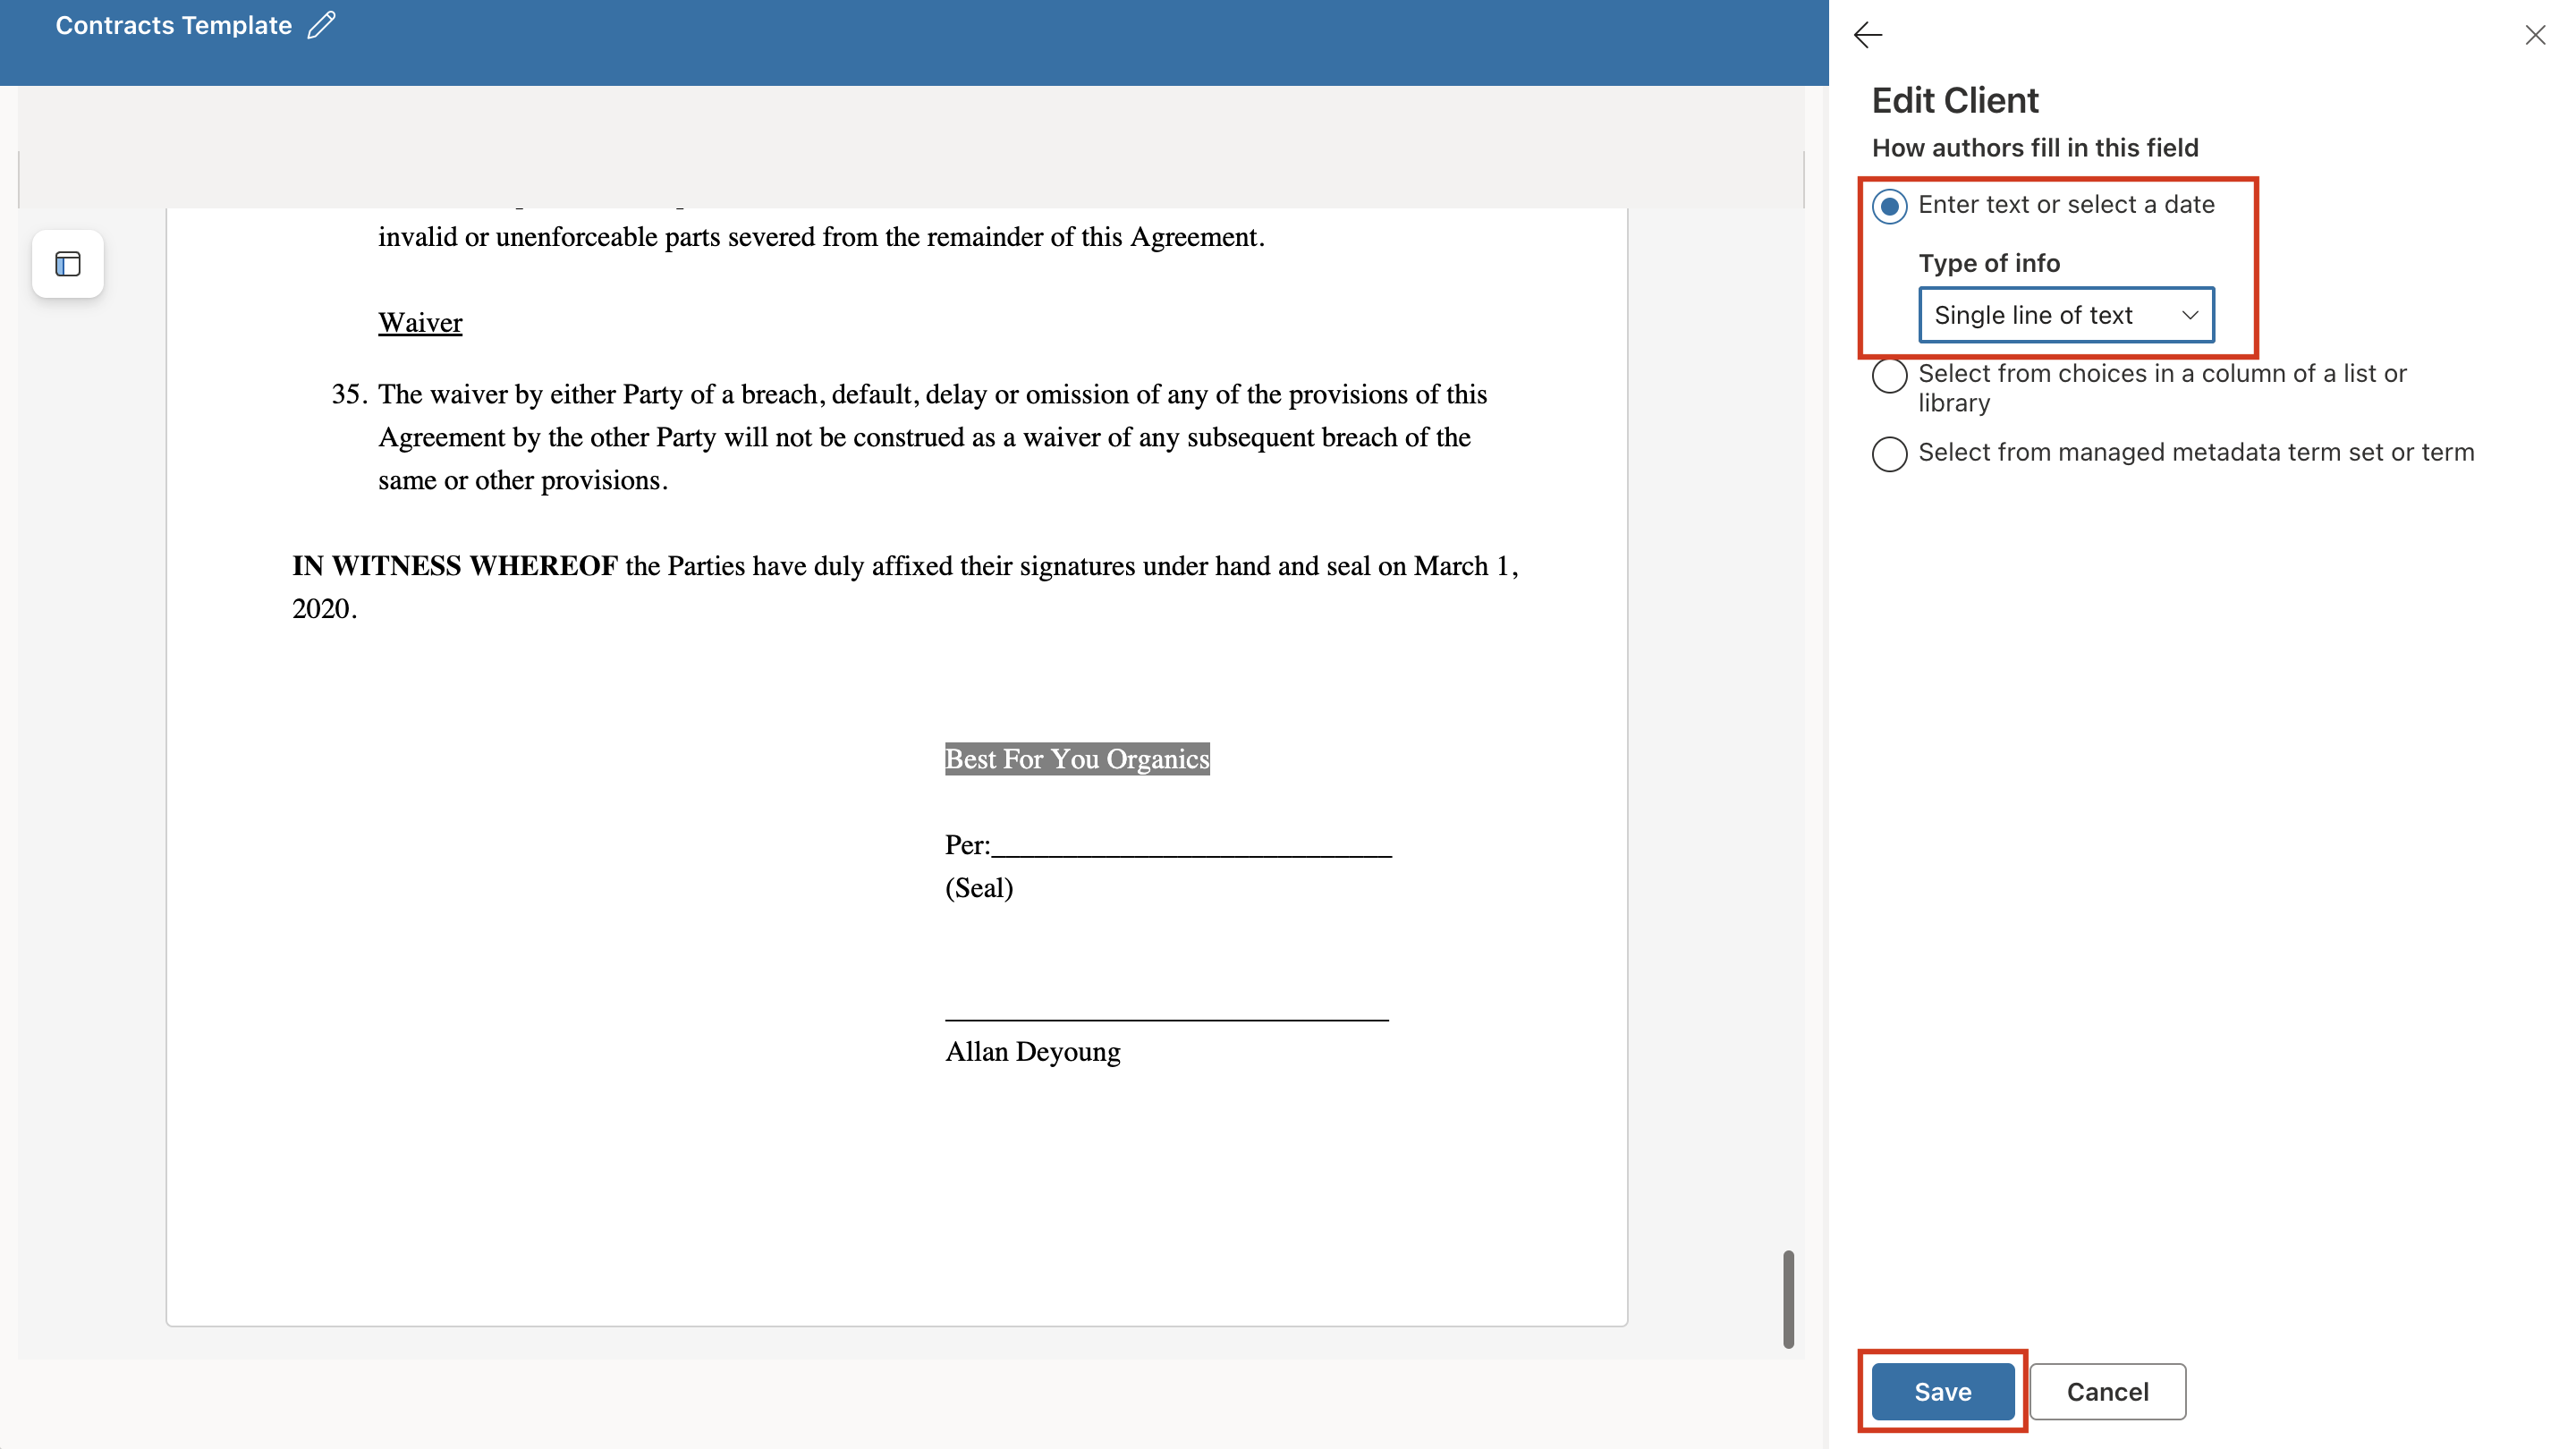 Contracts Template
invalid or unenforceable parts severed from the remainder of this Agreement.
Waiver
35. The waiver by either Party of a breach, default, delay or omission of any of the provisions of this
Agreement by the other Party will not be construed as a waiver of any subsequent breach of the
same or other provisions.
IN WITNESS WHEREOF the Parties have duly affixed their signatures under hand and seal on March 1,
2020.
Best For You Organics
Per:____________________________
(Seal)
Allan Deyoung
Edit Client
How authors fill in this field
Enter text or select a date
Type of info
Single line of text
Select from choices in a column of a list or
library
Select from managed metadata term set or term
Save
Cancel